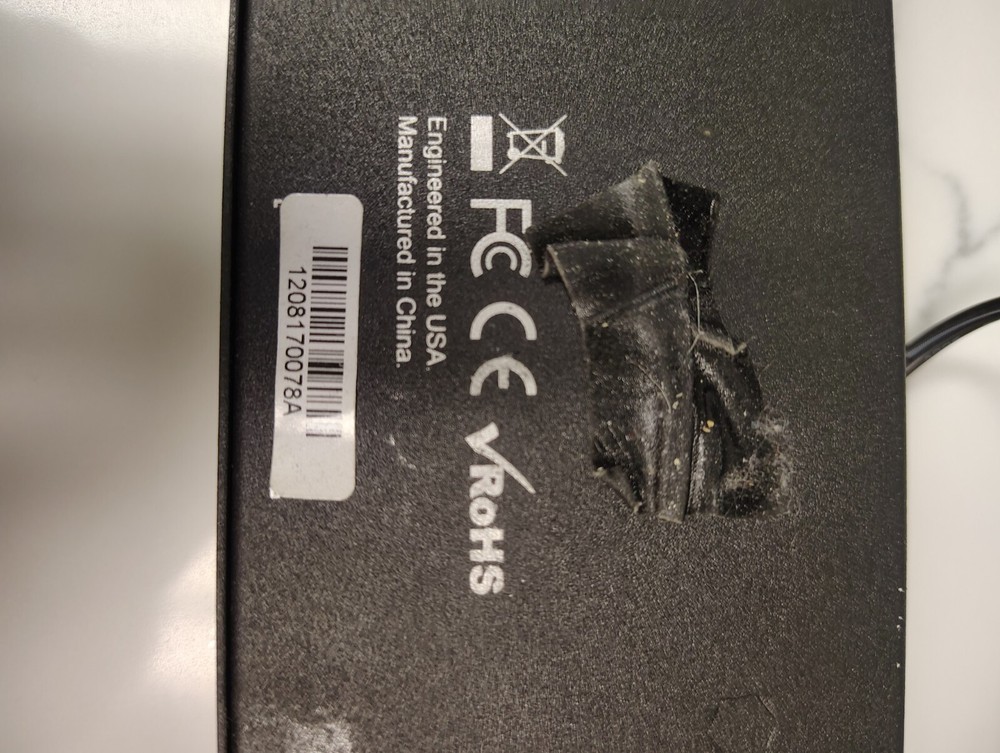 FC CE RoHS
Engineered in the USA.
Manufactured in China.
1208170078A